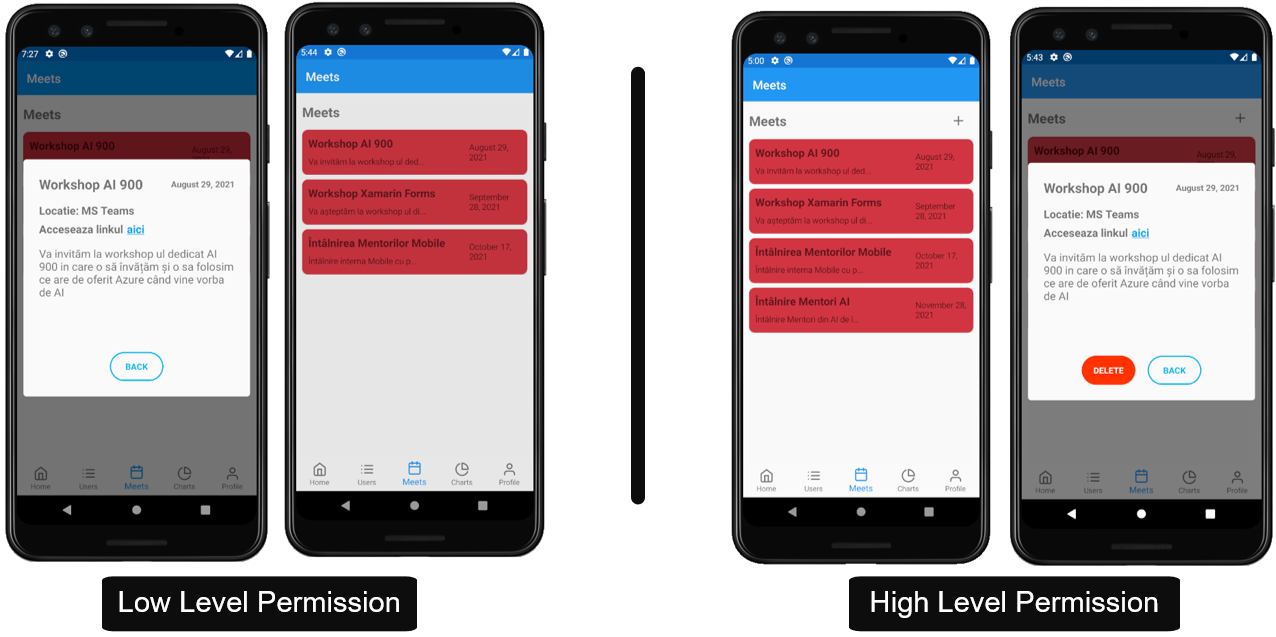 7:27
Meets
Meets
Workshop AI 900
August 29,
Workshop AI 900
August 29, 2021
Locatie: MS Teams
Acceseaza linkul aici
Va invităm la workshop ul dedicat AI
900 in care o să învățăm și o sa folosim
ce are de oferit Azure când vine vorba
de AI
BACK
Home
Users
Meets
Charts
Profile
5:44
Meets
Meets
Workshop AI 900
August 29,
2021
Va invităm la workshop ul ded...
Workshop Xamarin Forms
September
28, 2021
Va așteptăm la workshop ul di...
Întâlnirea Mentorilor Mobile
October 17,
2021
Întâlnire interna Mobile cu p...
Home
Users
Meets
Charts
Profile
Low Level Permission
5:00
Meets
Meets
+
Workshop AI 900
August 29,
2021
Va invităm la workshop ul ded...
Workshop Xamarin Forms
September
28, 2021
Va așteptăm la workshop ul di...
Întâlnirea Mentorilor Mobile
October 17,
2021
Întâlnire interna Mobile cu p...
Întâlnire Mentori AI
November 28,
2021
Întâlnire Mentori din AI de l...
Home
Users
Meets
Charts
Profile
5:43
Meets
Meets
+
Workshop AI 900
August 29,
Workshop AI 900
August 29, 2021
Locatie: MS Teams
Acceseaza linkul aici
Va invităm la workshop ul dedicat AI
900 in care o să învățăm și o sa folosim
ce are de oferit Azure când vine vorba
de AI
DELETE
BACK
Home
Users
Meets
Charts
Profile
High Level Permission